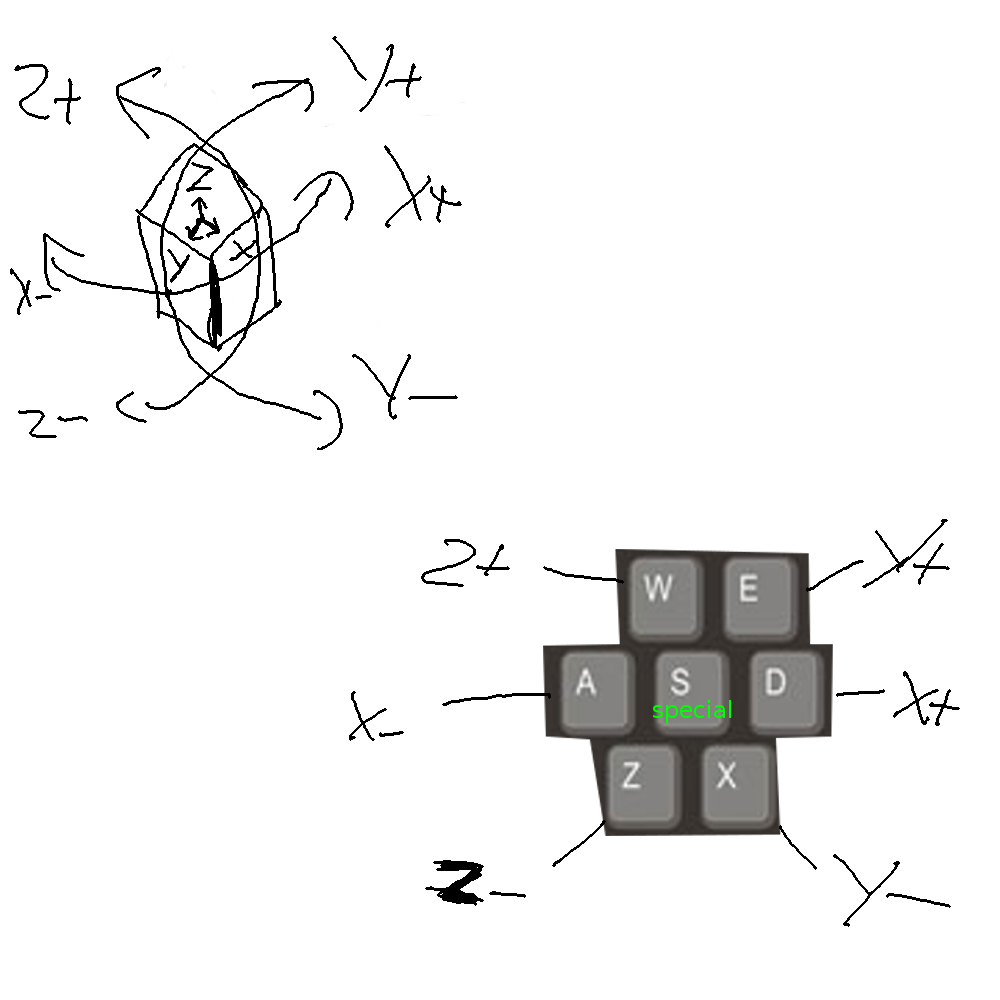 Z+
Y+
X+
Z
Y
X
X-
Z-
Y-
Z+
Y+
W
E
A
S
D
special
X-
X+
Z
X
Z-
Y-